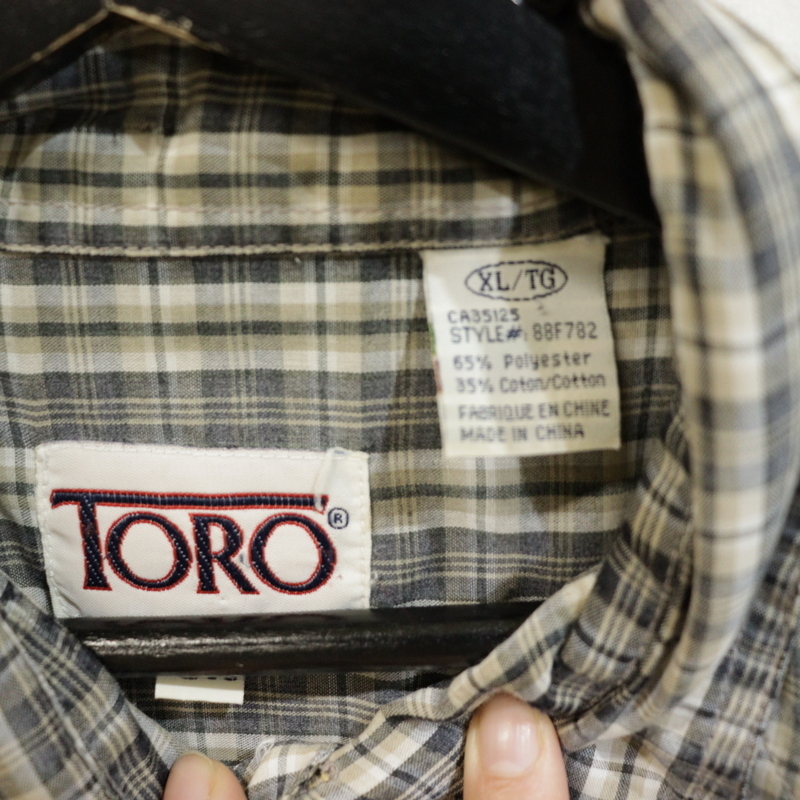 XL/TG
CA35125
STYLE#: 88F782
65% Polyester
35% Coton/Cotton
FABRIQUE EN CHINE
MADE IN CHINA
TORO®